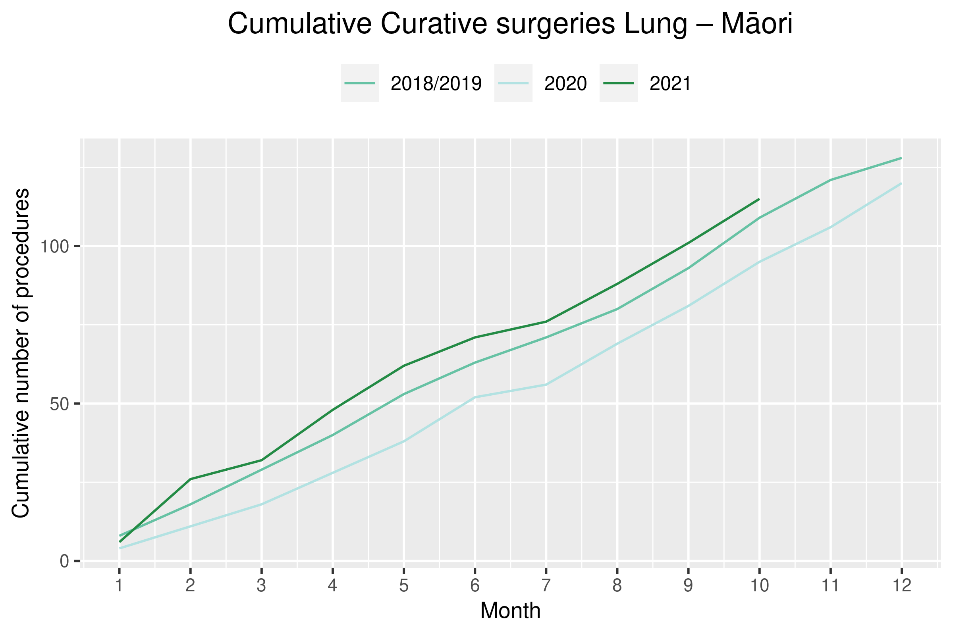 Cumulative Curative surgeries Lung – Māori
2018/2019 2020 2021
Cumulative number of procedures
100
50
0
1 2 3 4 5 6 7 8 9 10 11 12
Month